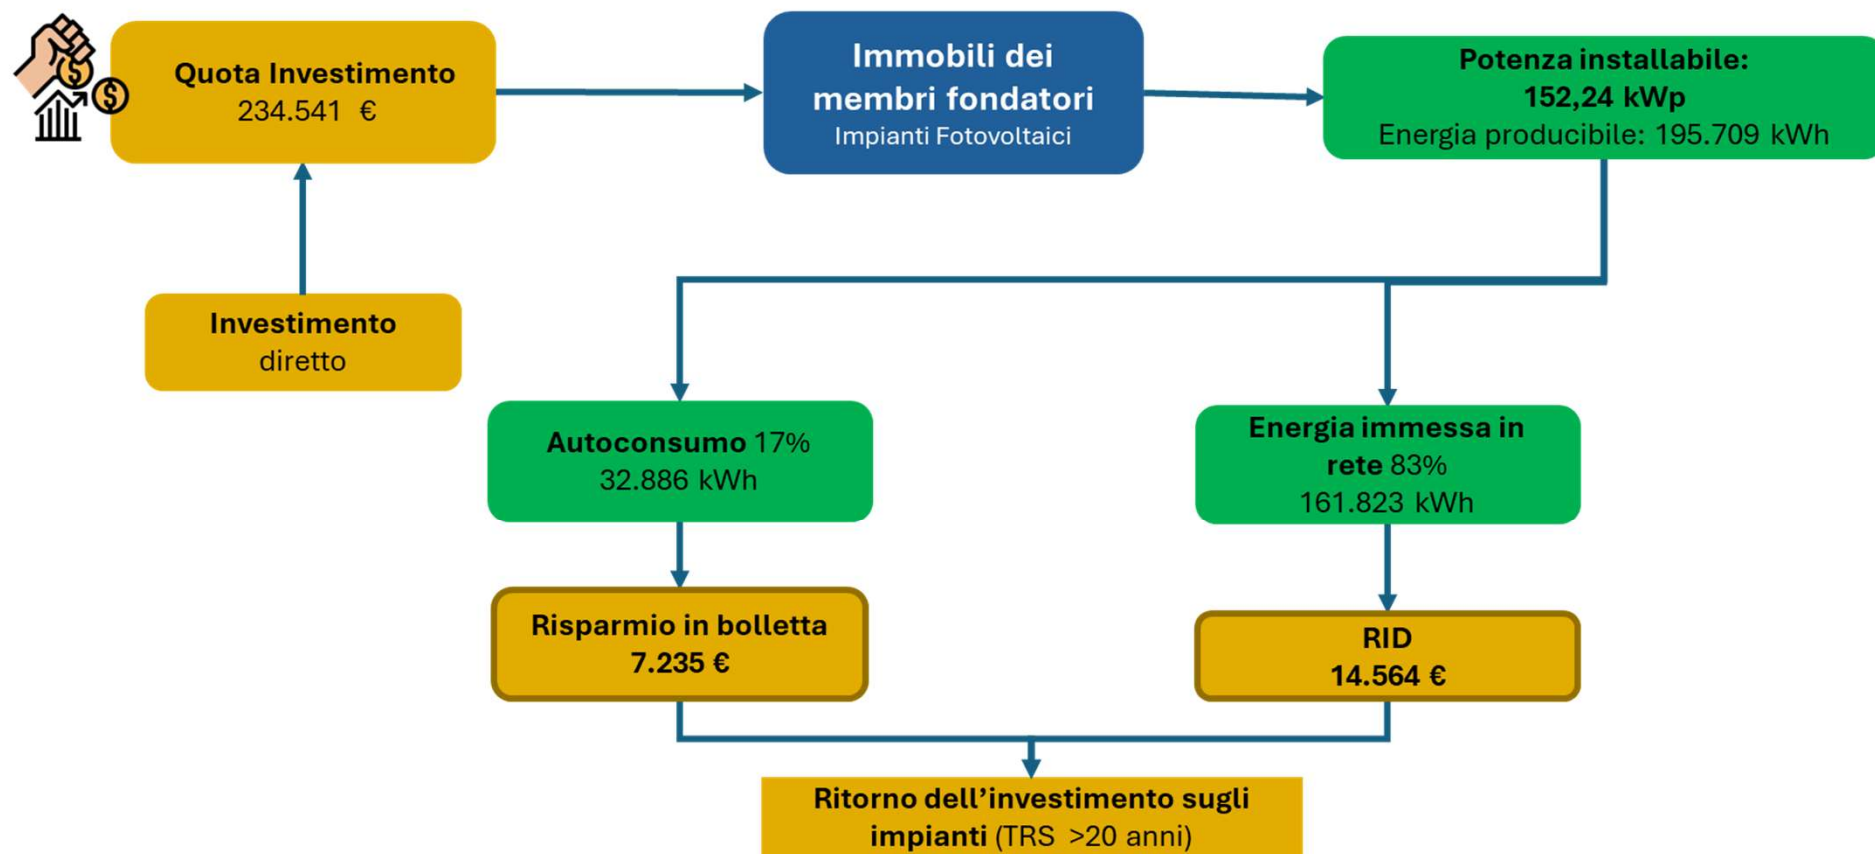 Quota Investimento
234.541 €
Immobili dei
membri fondatori
Impianti Fotovoltaici
Potenza installabile:
152,24 kWp
Energia producibile: 195.709 kWh
Investimento
diretto
Autoconsumo 17%
32.886 kWh
Energia immessa in
rete 83%
161.823 kWh
Risparmio in bolletta
7.235 €
RID
14.564 €
Ritorno dell’investimento sugli
impianti (TRS >20 anni)